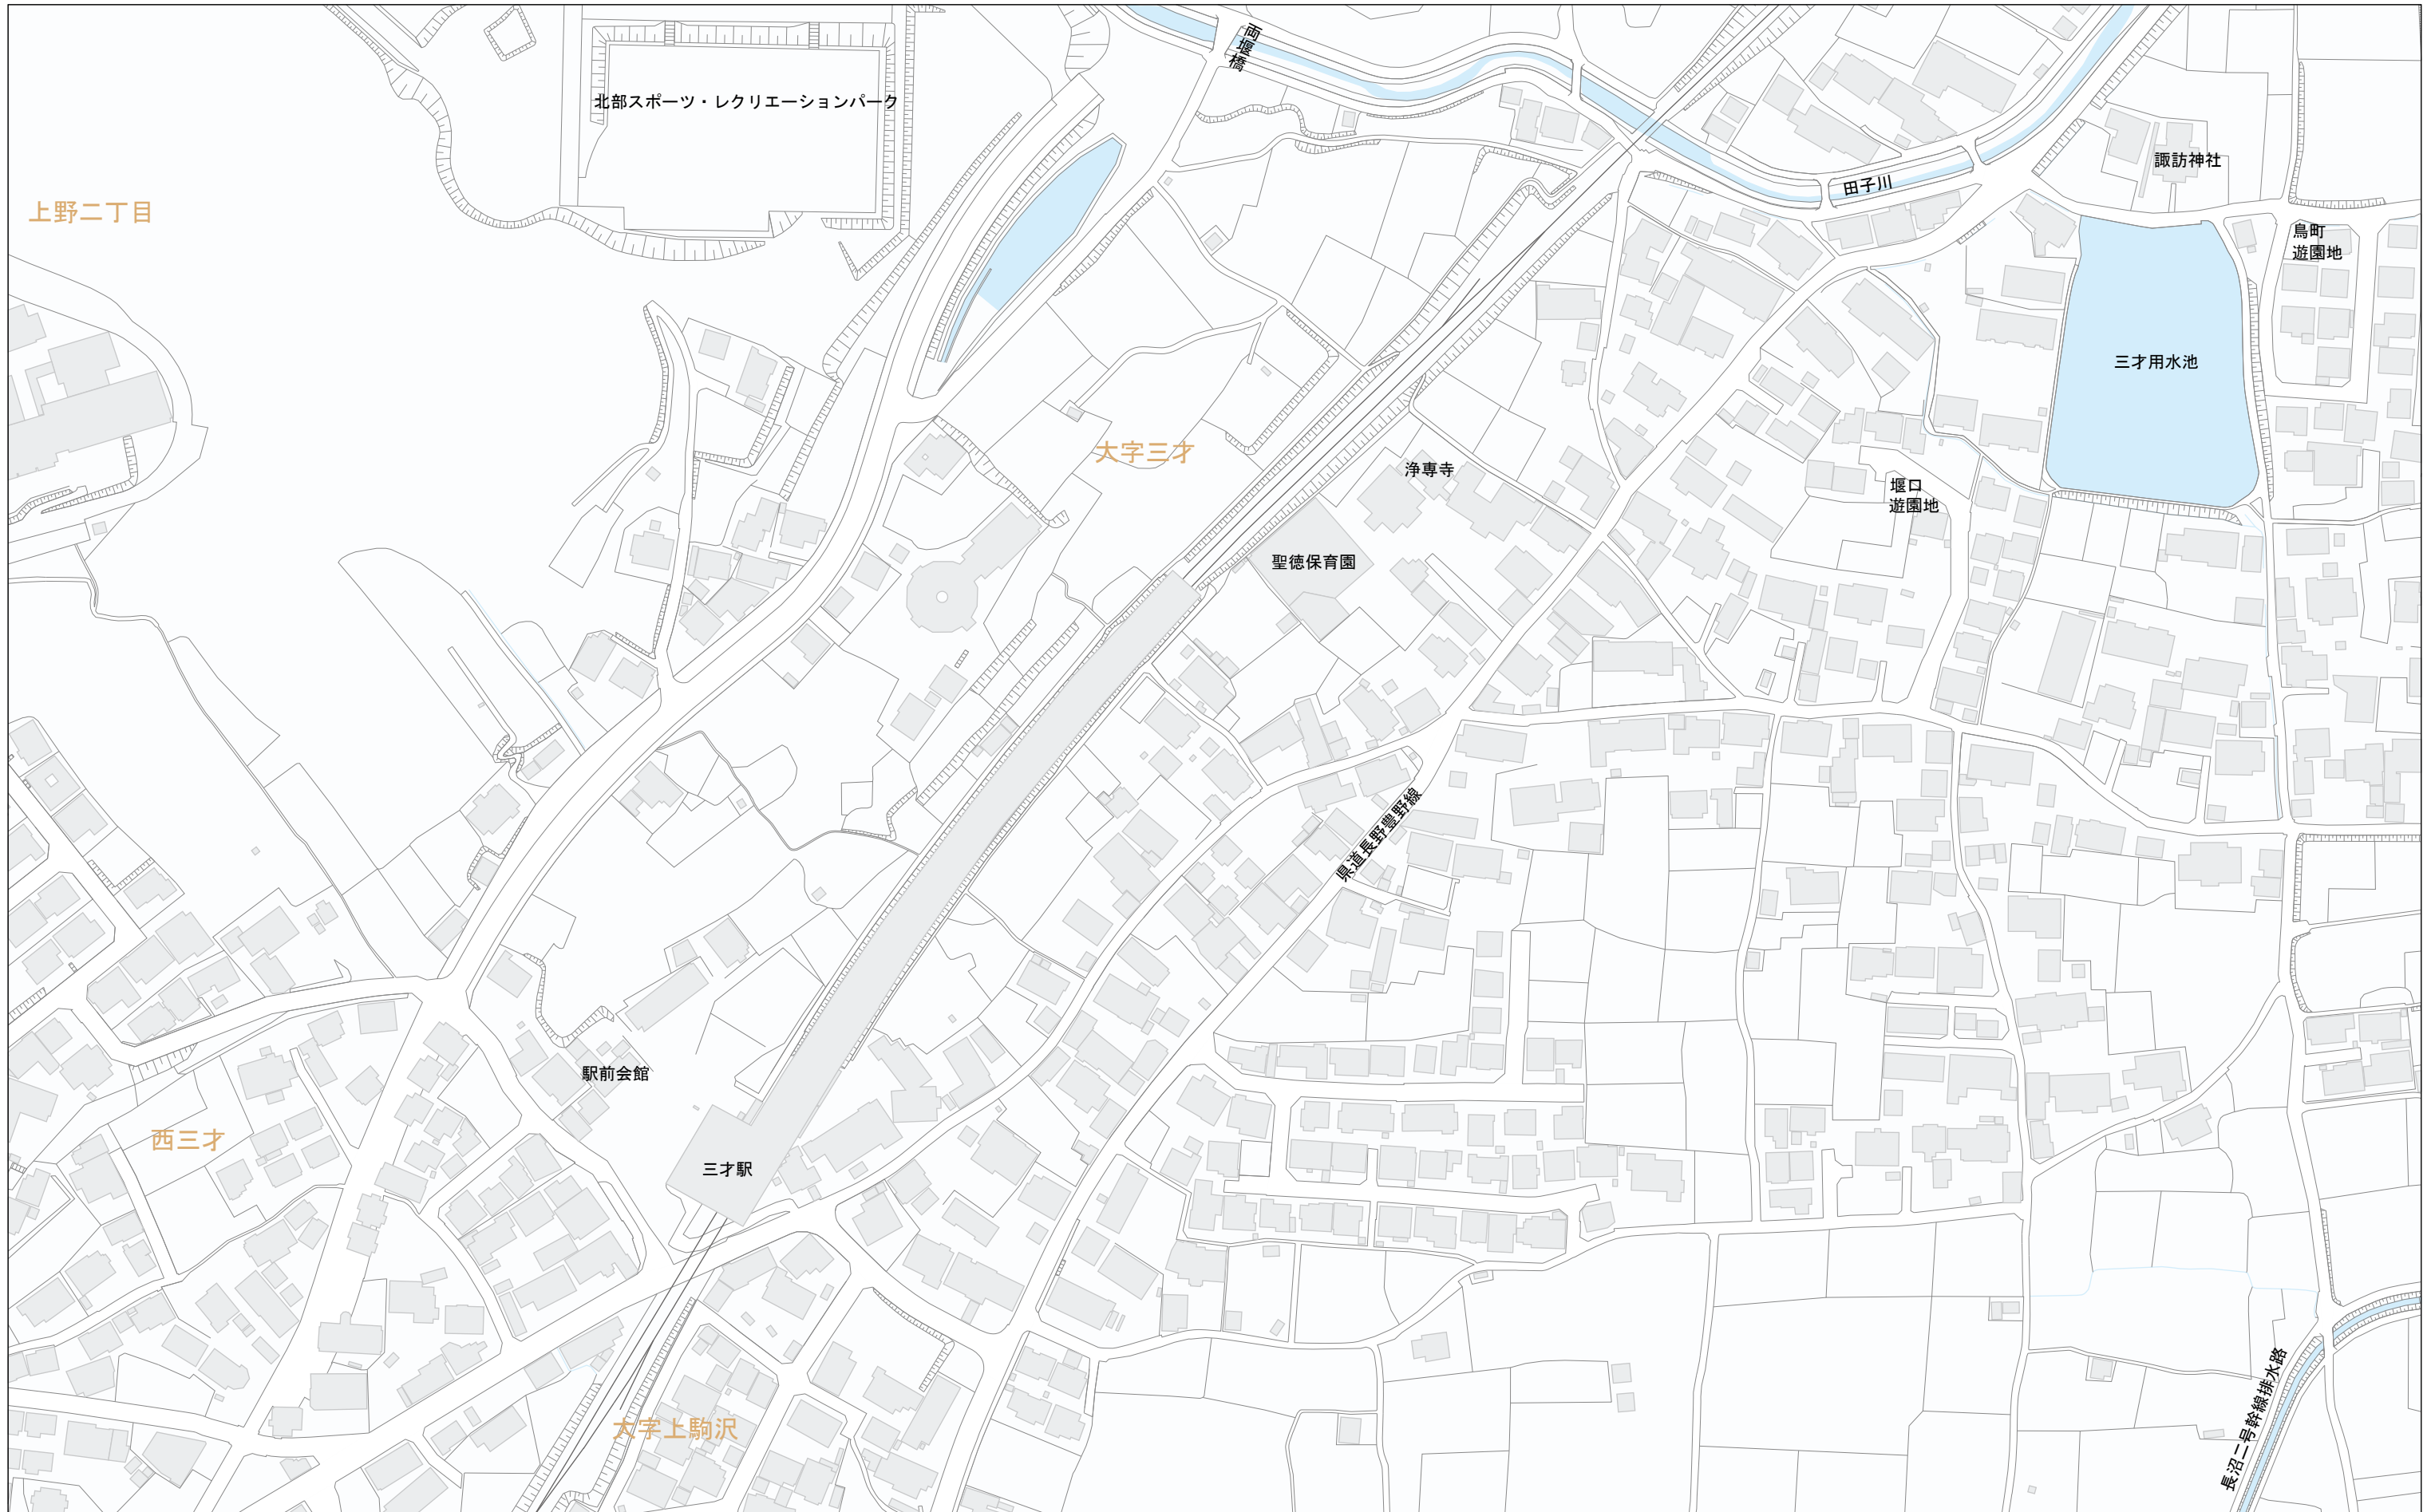 両堰橋
北部スポーツ・レクリエーションパーク
諏訪神社
田子川
上野二丁目
鳥町
遊園地
三才用水池
大字三才
浄専寺
堰口
遊園地
聖徳保育園
県道長野豊野線
駅前会館
西三才
三才駅
長沼二号幹線排水路
大字上駒沢